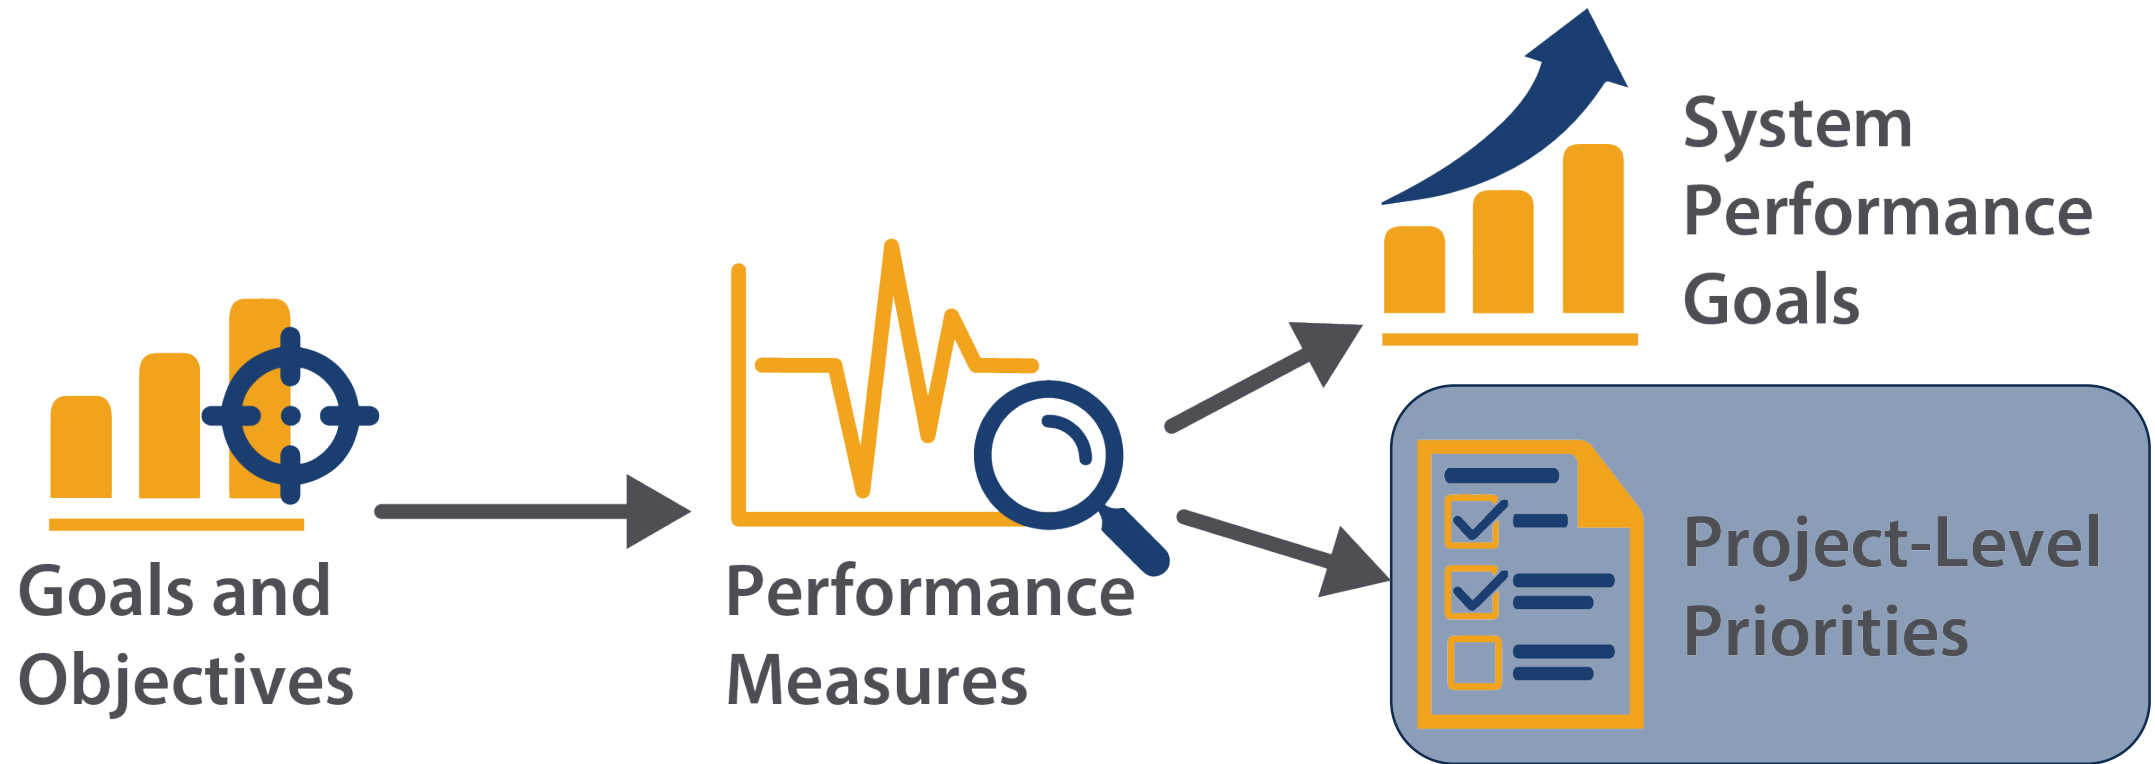 Goals and
Objectives
Performance
Measures
System
Performance
Goals
Project-Level
Priorities